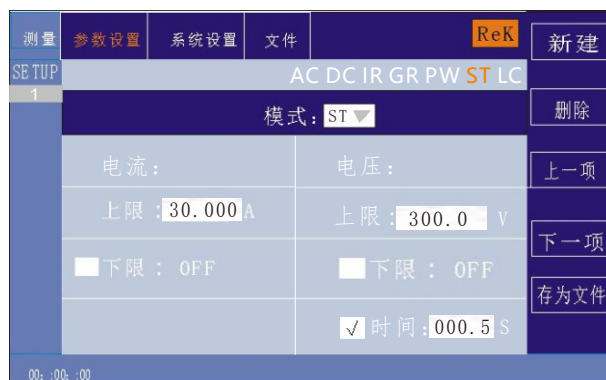 测量 参数设置 系统设置 文件 ReK 新建
SETUP AC DC IR GR PW ST LC
1
模式：ST 删除
电流： 电压： 上一项
上限：30.000 A 上限：300.0 V
下一项
下限：OFF 下限：OFF
存为文件
√ 时间：000.5 S
00：:00：:00